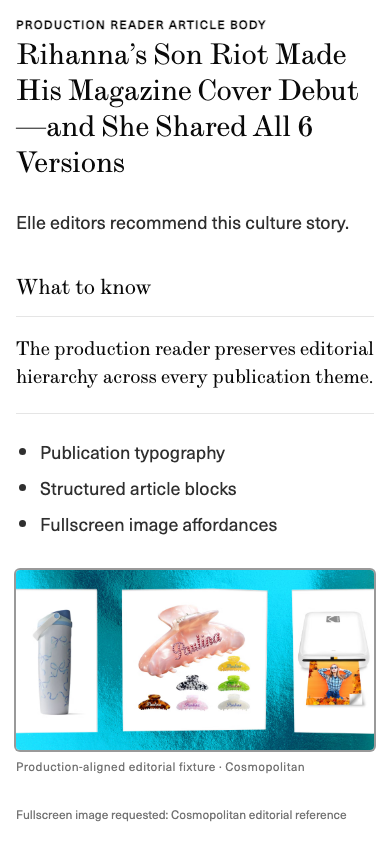 PRODUCTION READER ARTICLE BODY
Rihanna’s Son Riot Made
His Magazine Cover Debut
—and She Shared All 6
Versions
Elle editors recommend this culture story.
What to know
The production reader preserves editorial
hierarchy across every publication theme.
• Publication typography
• Structured article blocks
• Fullscreen image affordances
Paulina
Kodak
Production-aligned editorial fixture · Cosmopolitan
Fullscreen image requested: Cosmopolitan editorial reference